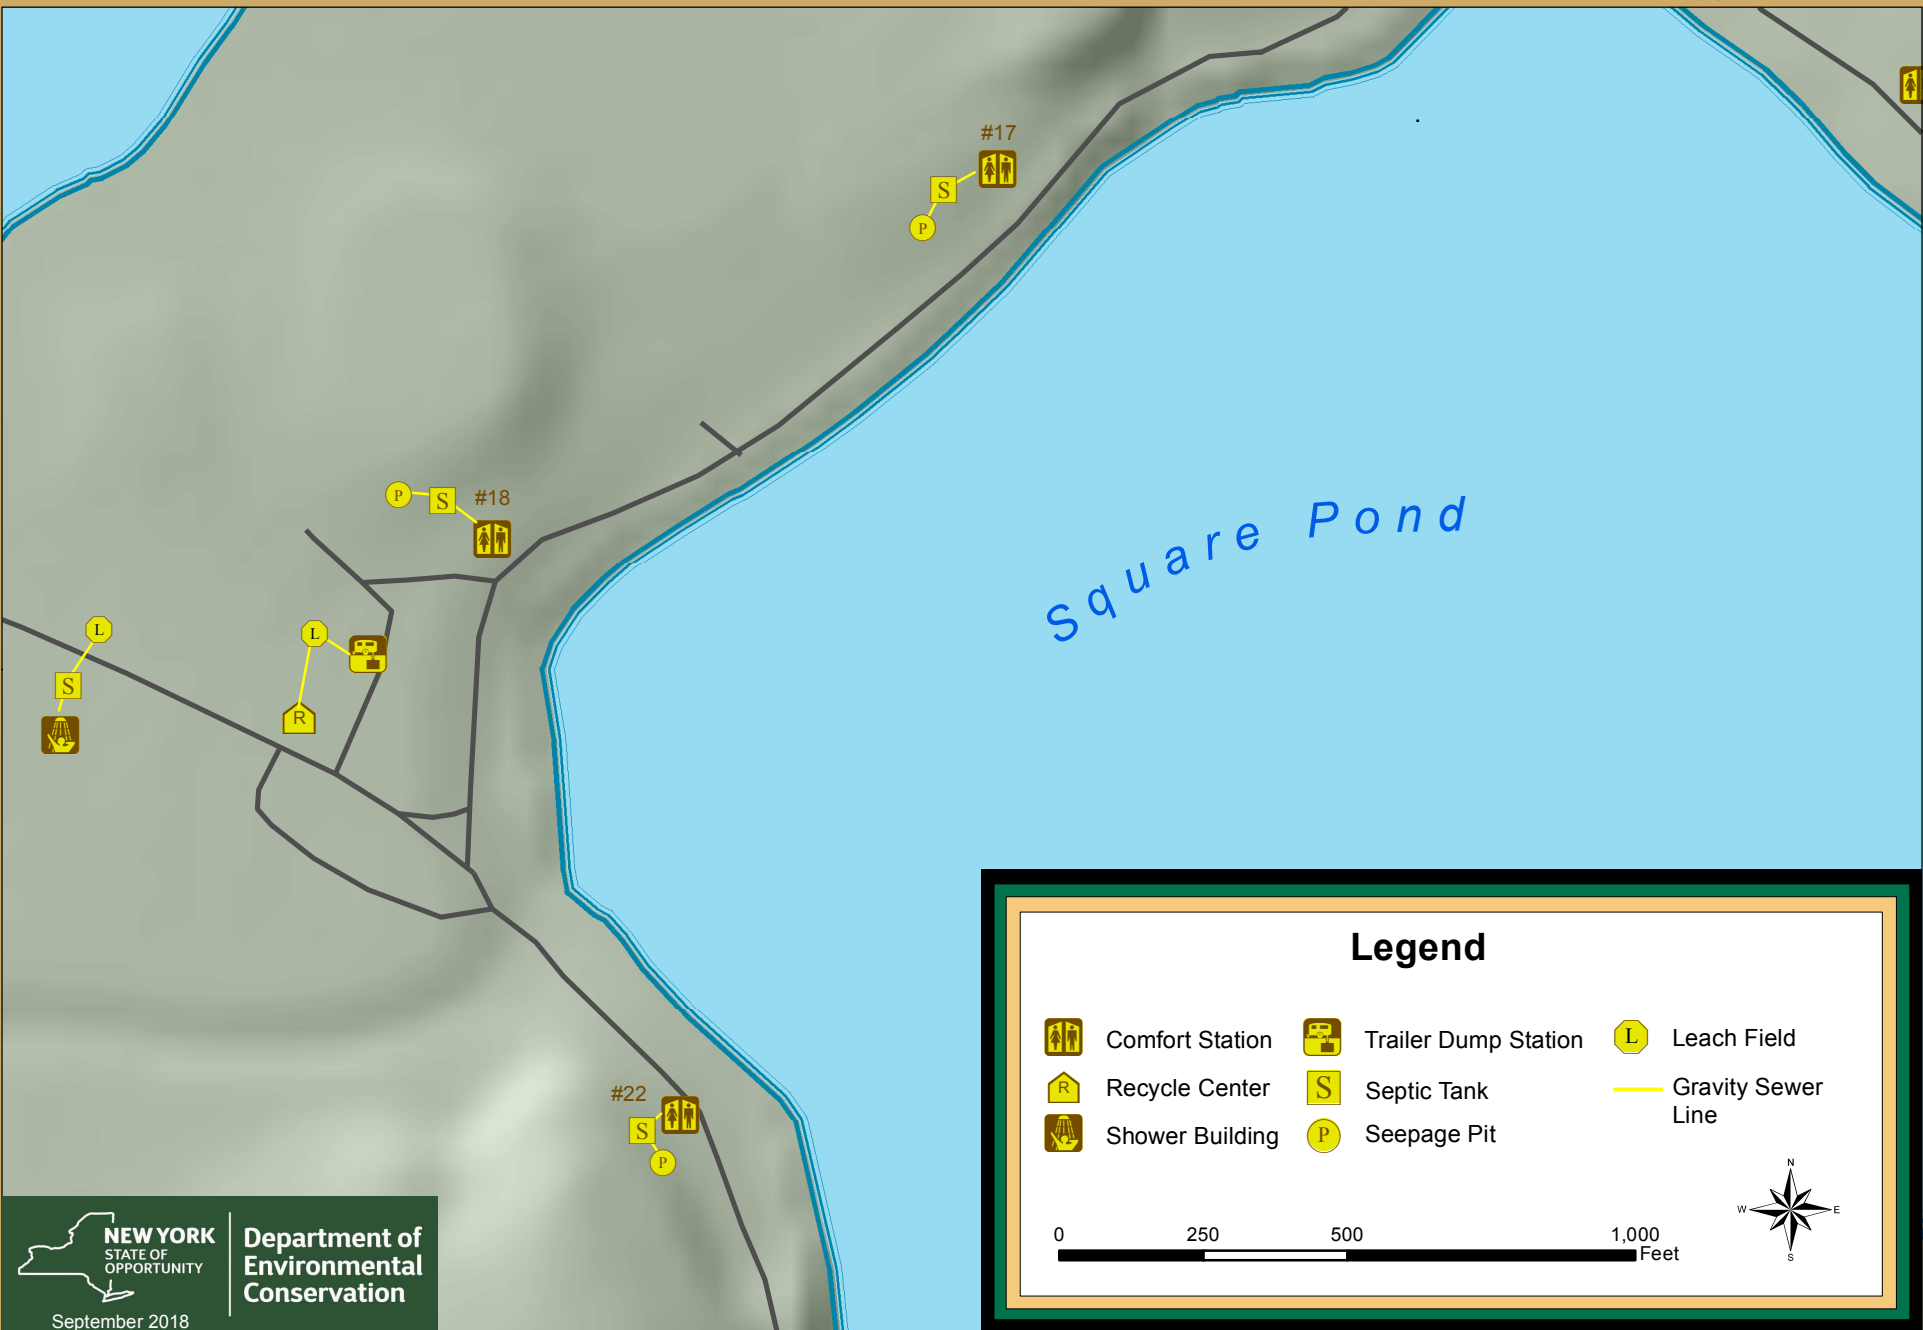 #17
S
P
Square Pond
P
S
#18
L
L
S
R
#22
S
P
Legend
Comfort Station
Trailer Dump Station
L
Leach Field
R
Recycle Center
S
Septic Tank
Gravity Sewer
Line
Shower Building
P
Seepage Pit
N
W
E
S
0
250
500
1,000
Feet
NEW YORK
STATE OF
OPPORTUNITY
Department of
Environmental
Conservation
September 2018